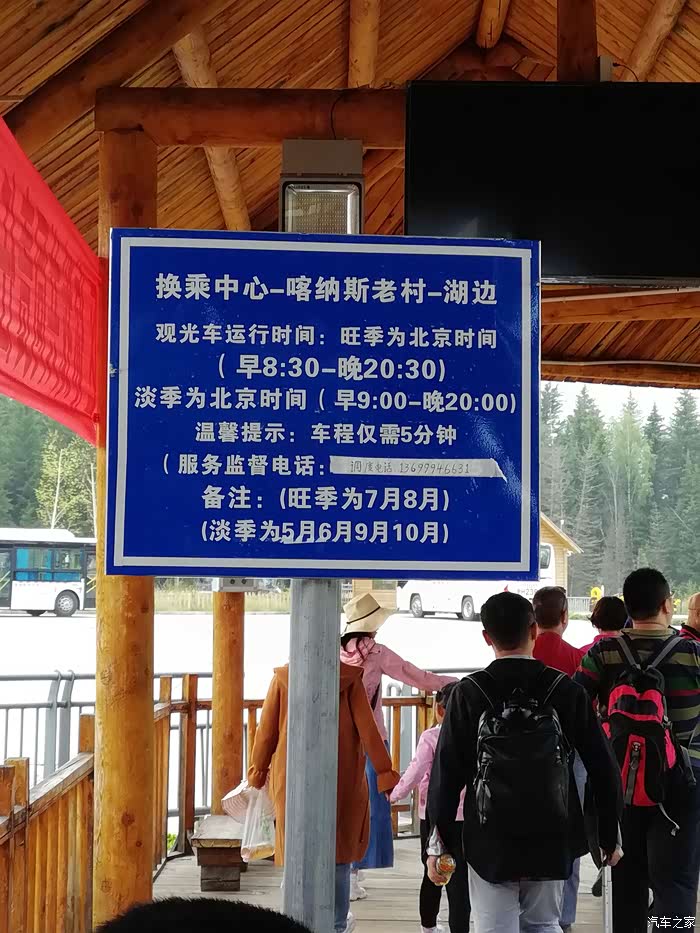 换乘中心-喀纳斯老村-湖边
观光车运行时间：旺季为北京时间
(早8:30-晚20:30)
淡季为北京时间(早9:00-晚20:00)
温馨提示：车程仅需5分钟
(服务监督电话：调度电话 13699946631
备注：(旺季为7月8月)
(淡季为5月6月9月10月)
汽车之家